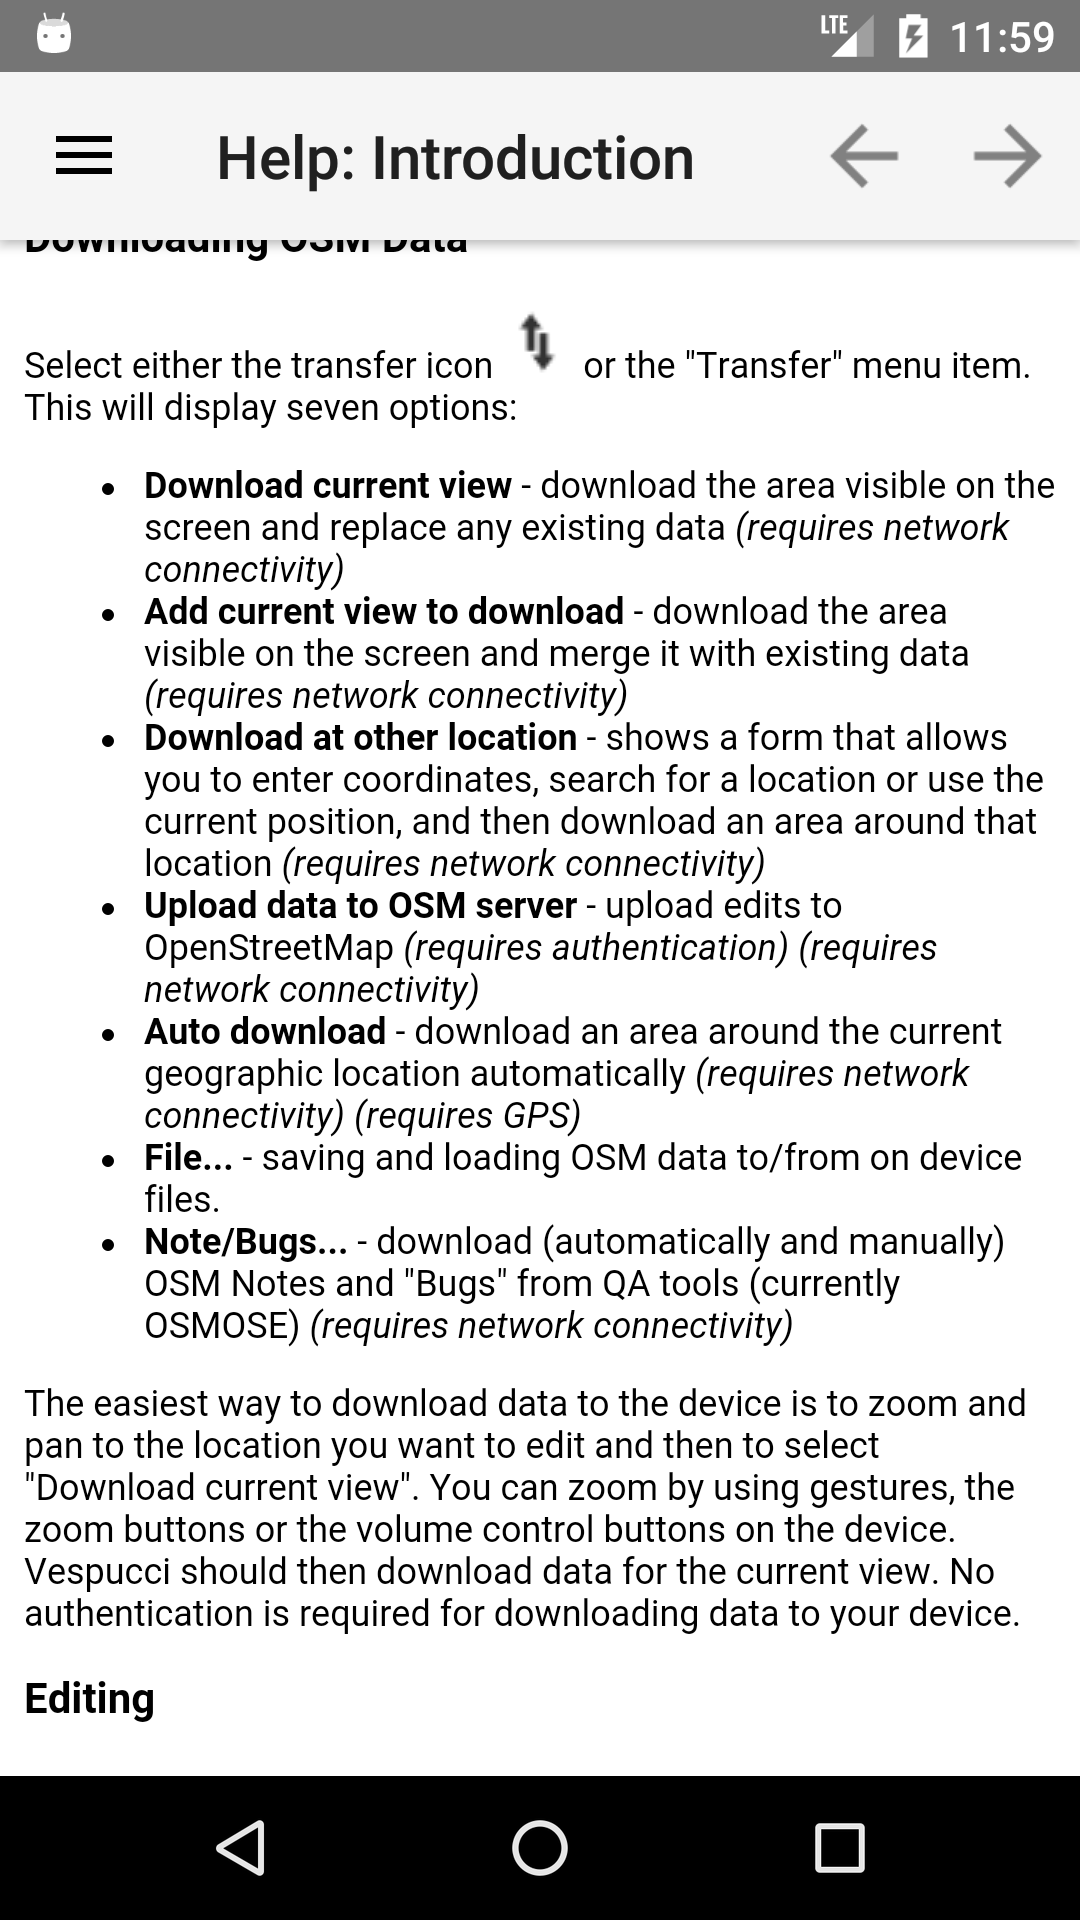 LTE 11:59
Help: Introduction
Downloading OSM Data
Select either the transfer icon or the "Transfer" menu item.
This will display seven options:
• Download current view - download the area visible on the
screen and replace any existing data (requires network
connectivity)
• Add current view to download - download the area
visible on the screen and merge it with existing data
(requires network connectivity)
• Download at other location - shows a form that allows
you to enter coordinates, search for a location or use the
current position, and then download an area around that
location (requires network connectivity)
• Upload data to OSM server - upload edits to
OpenStreetMap (requires authentication) (requires
network connectivity)
• Auto download - download an area around the current
geographic location automatically (requires network
connectivity) (requires GPS)
• File... - saving and loading OSM data to/from on device
files.
• Note/Bugs... - download (automatically and manually)
OSM Notes and "Bugs" from QA tools (currently
OSMOSE) (requires network connectivity)
The easiest way to download data to the device is to zoom and
pan to the location you want to edit and then to select
"Download current view". You can zoom by using gestures, the
zoom buttons or the volume control buttons on the device.
Vespucci should then download data for the current view. No
authentication is required for downloading data to your device.
Editing